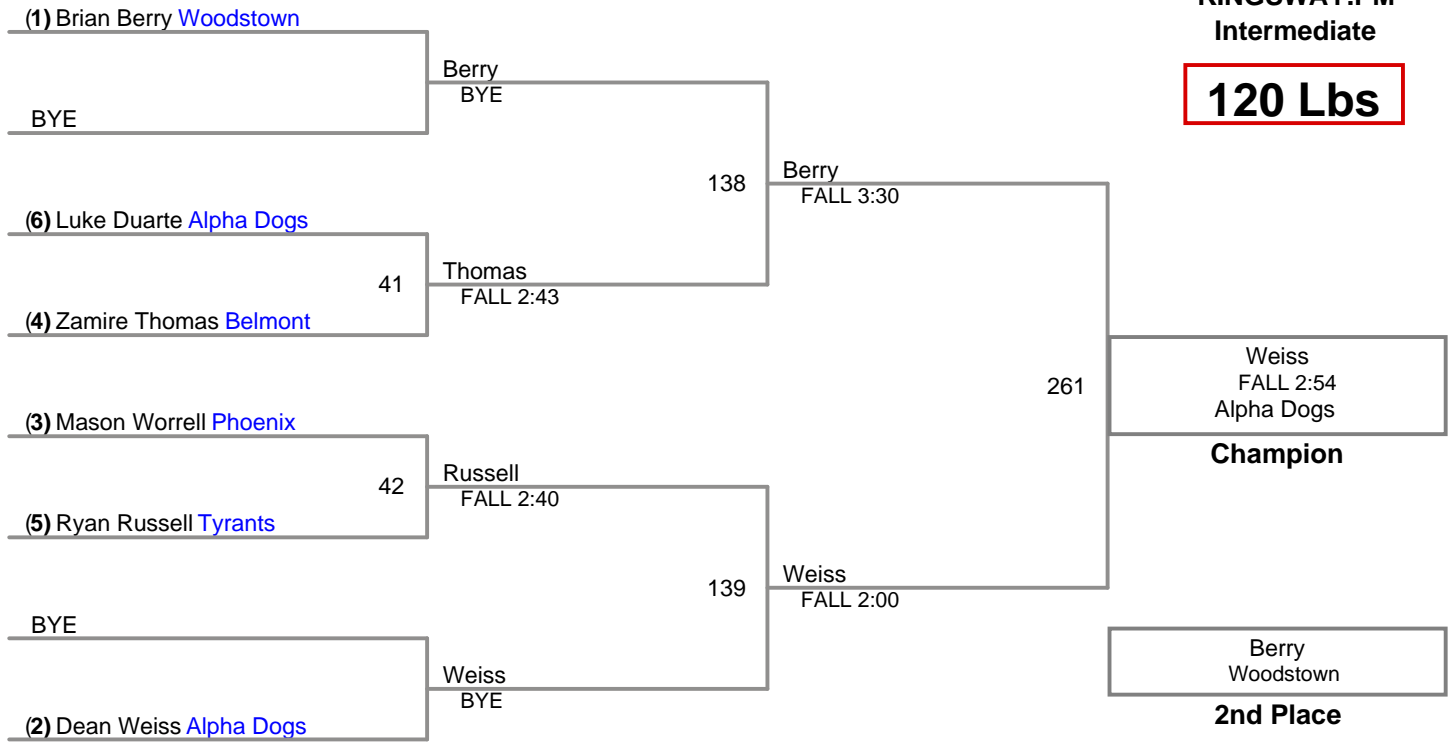 (1) Brian Berry Woodstown
Intermediate
120 Lbs
Berry
BYE
BYE
138
Berry
FALL 3:30
(6) Luke Duarte Alpha Dogs
41
Thomas
FALL 2:43
(4) Zamire Thomas Belmont
261
Weiss
FALL 2:54
Alpha Dogs
Champion
(3) Mason Worrell Phoenix
42
Russell
FALL 2:40
(5) Ryan Russell Tyrants
139
Weiss
FALL 2:00
BYE
Weiss
BYE
(2) Dean Weiss Alpha Dogs
Berry
Woodstown
2nd Place